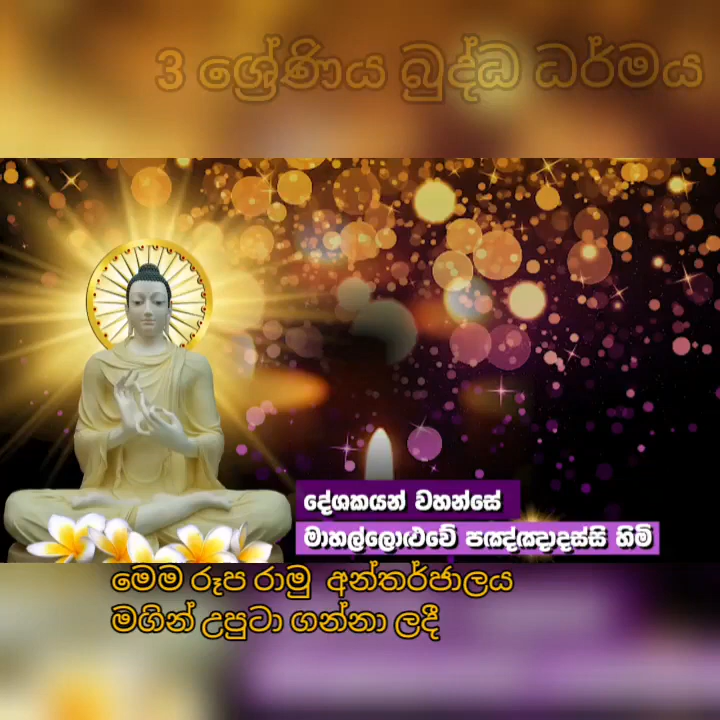 3 ශ්‍රේණිය බුද්ධ ධර්මය
දේශකයන් වහන්සේ
මාහල්ලොළුවේ පඤ්ඤාදස්සි හිමි
මෙම රූප රාමු අන්තර්ජාලය
මගින් උපුටා ගන්නා ලදී